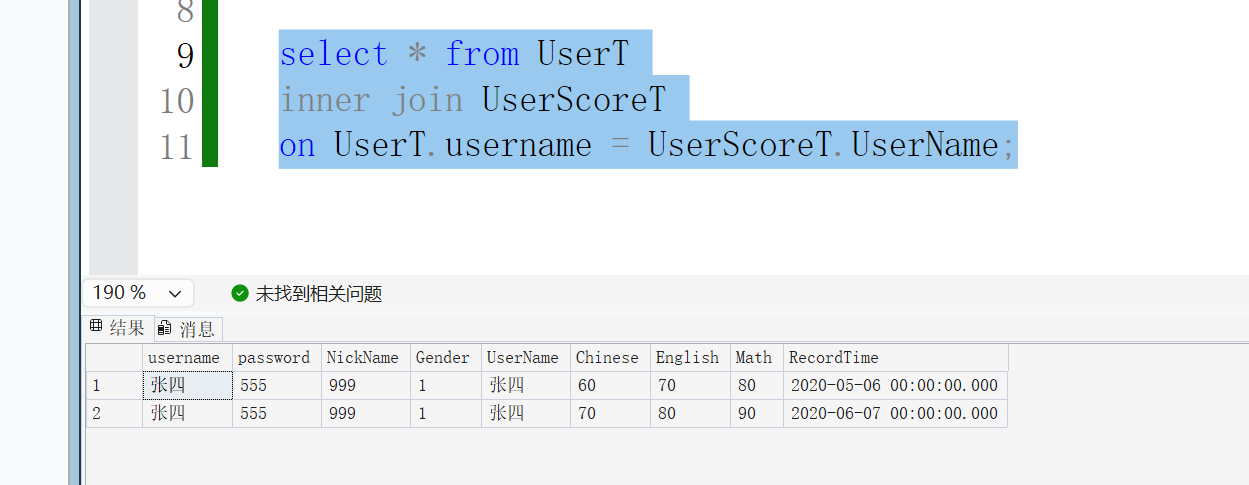 8
9 select * from UserT
10 inner join UserScoreT
11 on UserT.username = UserScoreT.UserName;
190 % 未找到相关问题
结果 消息
username password NickName Gender UserName Chinese English Math RecordTime
1 张四 555 999 1 张四 60 70 80 2020-05-06 00:00:00.000
2 张四 555 999 1 张四 70 80 90 2020-06-07 00:00:00.000